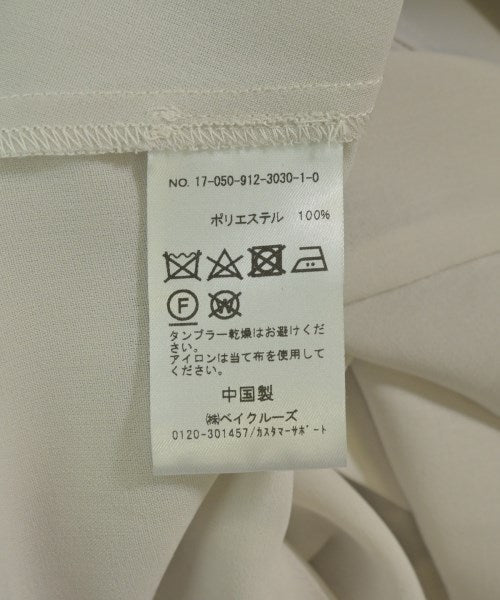 NO. 17-050-912-3030-1-0
ポリエステル 100%
F W
タンブラー乾燥はお避けくだ
さい。
アイロンは当て布を使用して
ください。
中国製
㈱ベイクルーズ
0120-301457/ｶｽﾀﾏｰｻﾎﾟｰﾄ